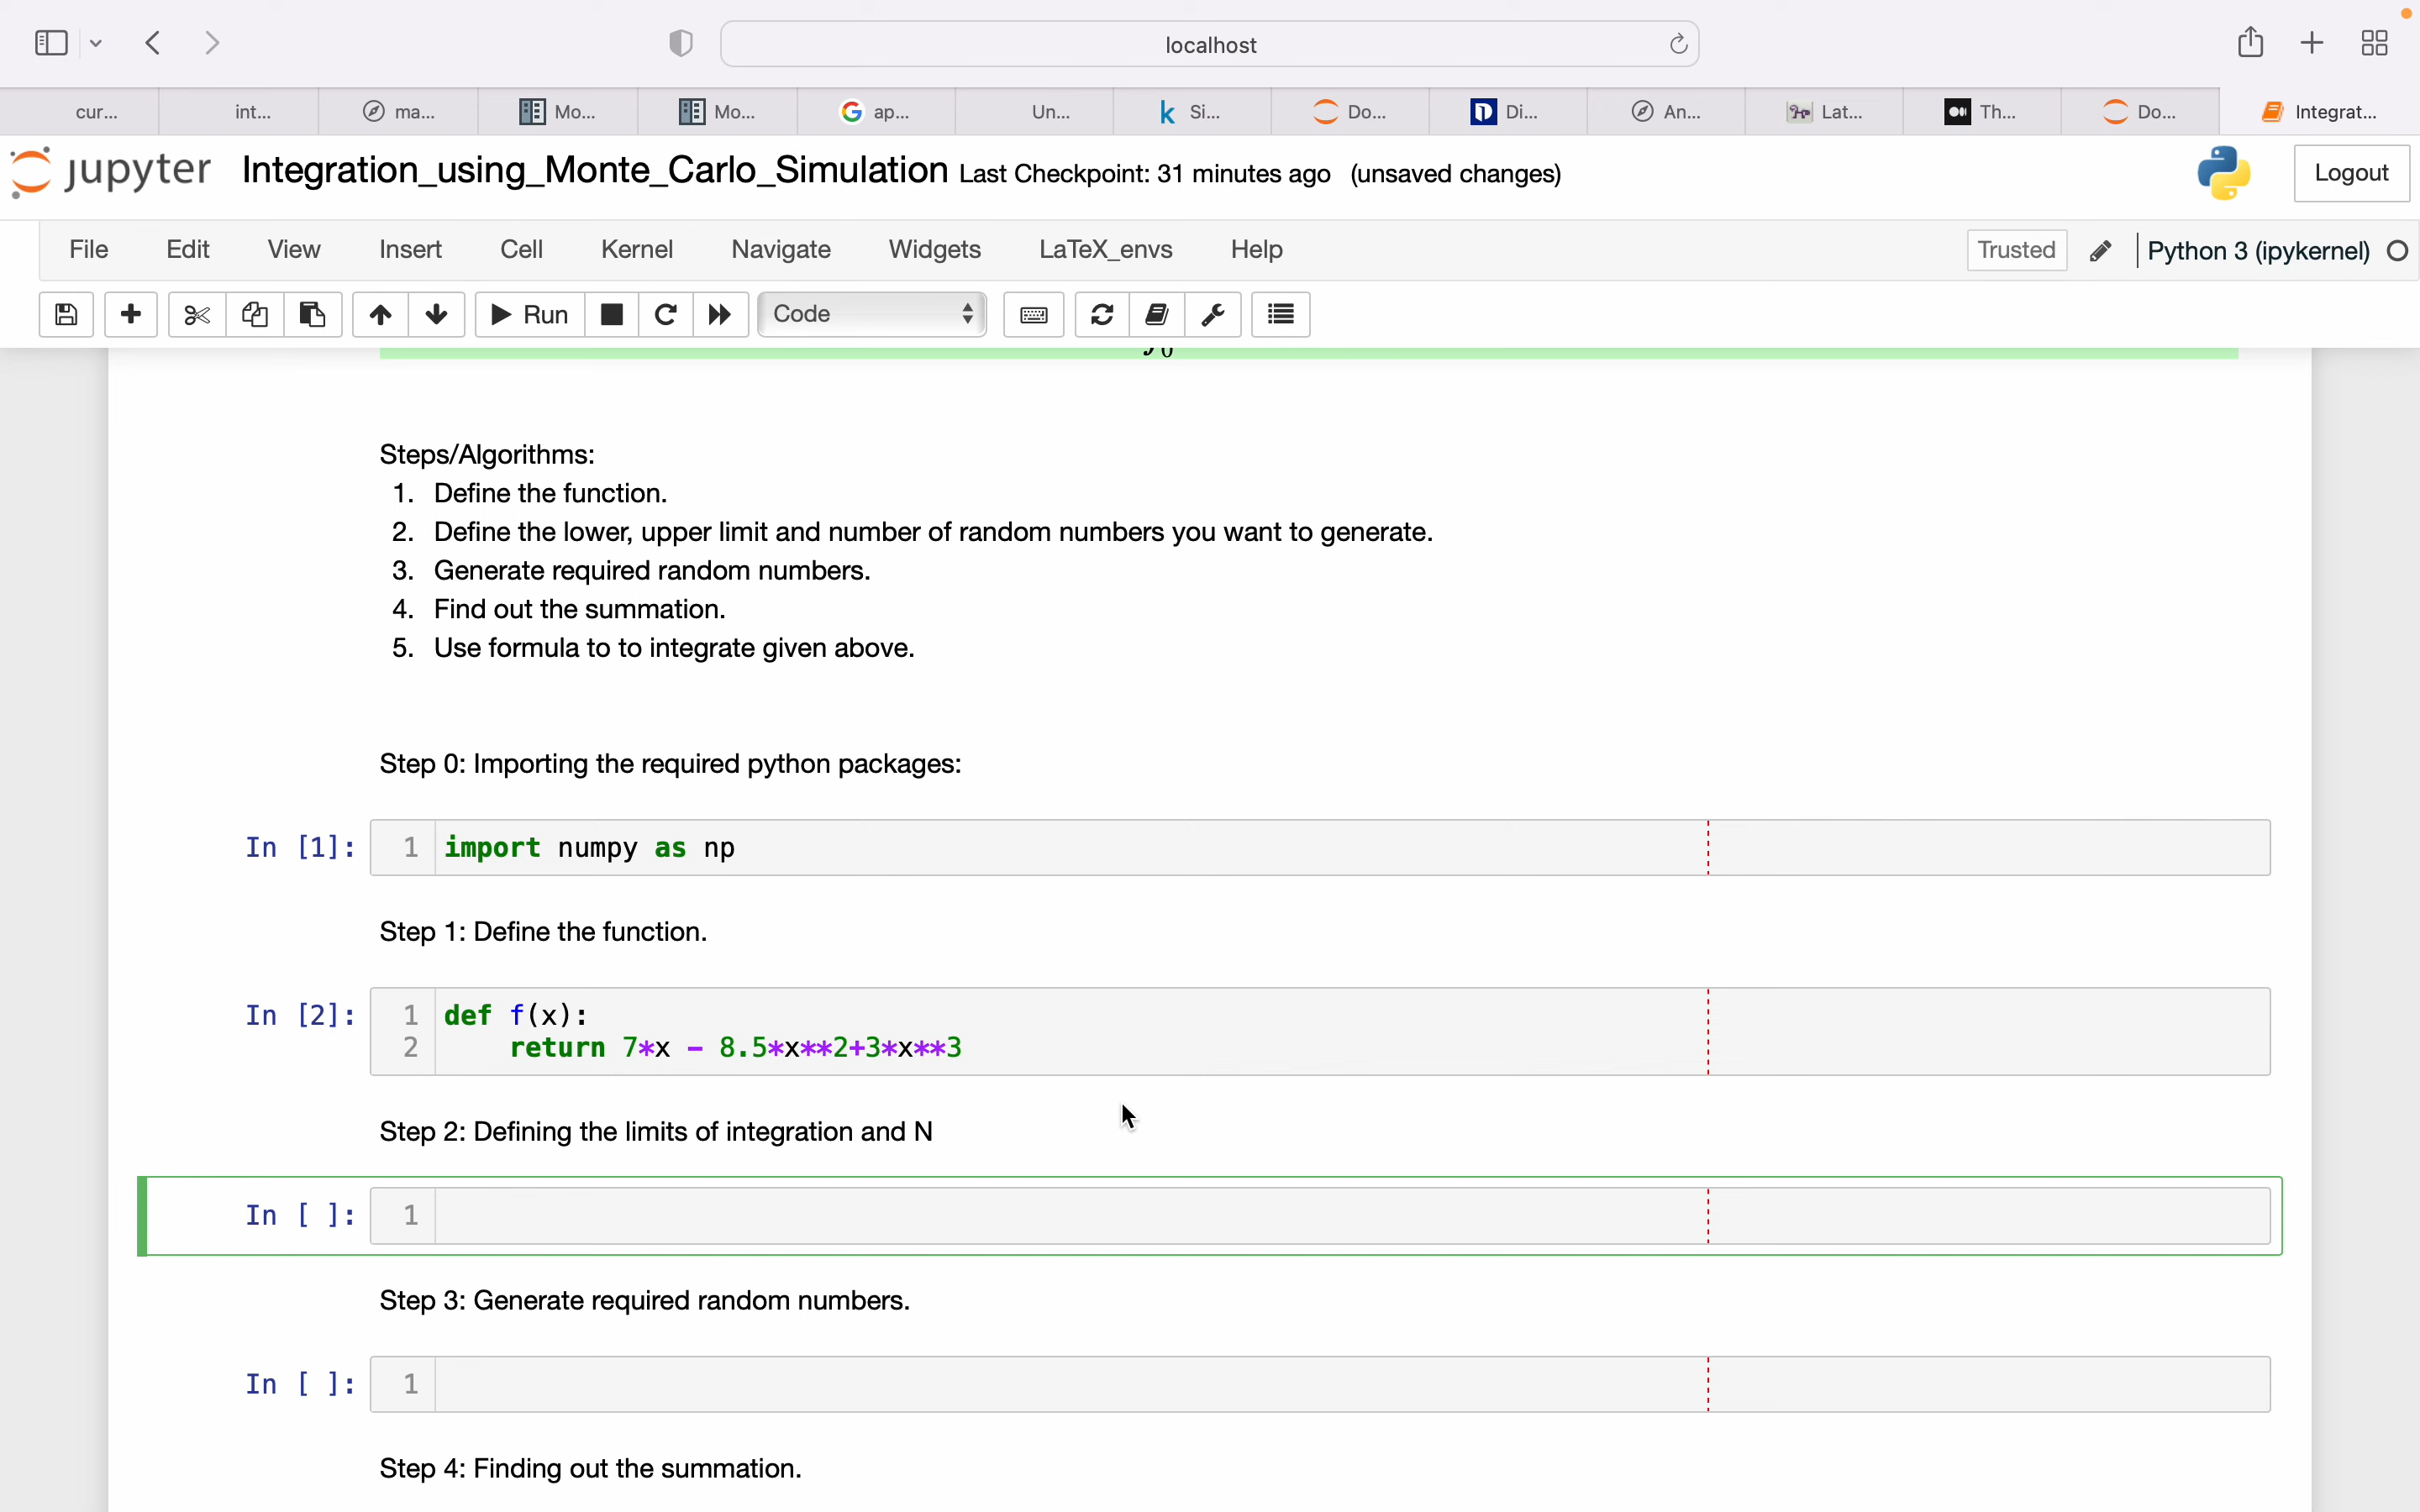 localhost
cur...
int...
ma...
Mo...
Mo...
ap...
Un...
Si...
Do...
Di...
An...
Lat...
Th...
Do...
Integrat...
jupyter Integration_using_Monte_Carlo_Simulation Last Checkpoint: 31 minutes ago (unsaved changes)
Logout
File Edit View Insert Cell Kernel Navigate Widgets LaTeX_envs Help
Trusted
Python 3 (ipykernel)
Run
Code
Steps/Algorithms:
1. Define the function.
2. Define the lower, upper limit and number of random numbers you want to generate.
3. Generate required random numbers.
4. Find out the summation.
5. Use formula to to integrate given above.
Step 0: Importing the required python packages:
In [1]: 1 import numpy as np
Step 1: Define the function.
In [2]: 1 def f(x):
2 return 7*x - 8.5*x**2+3*x**3
Step 2: Defining the limits of integration and N
In [ ]: 1
Step 3: Generate required random numbers.
In [ ]: 1
Step 4: Finding out the summation.